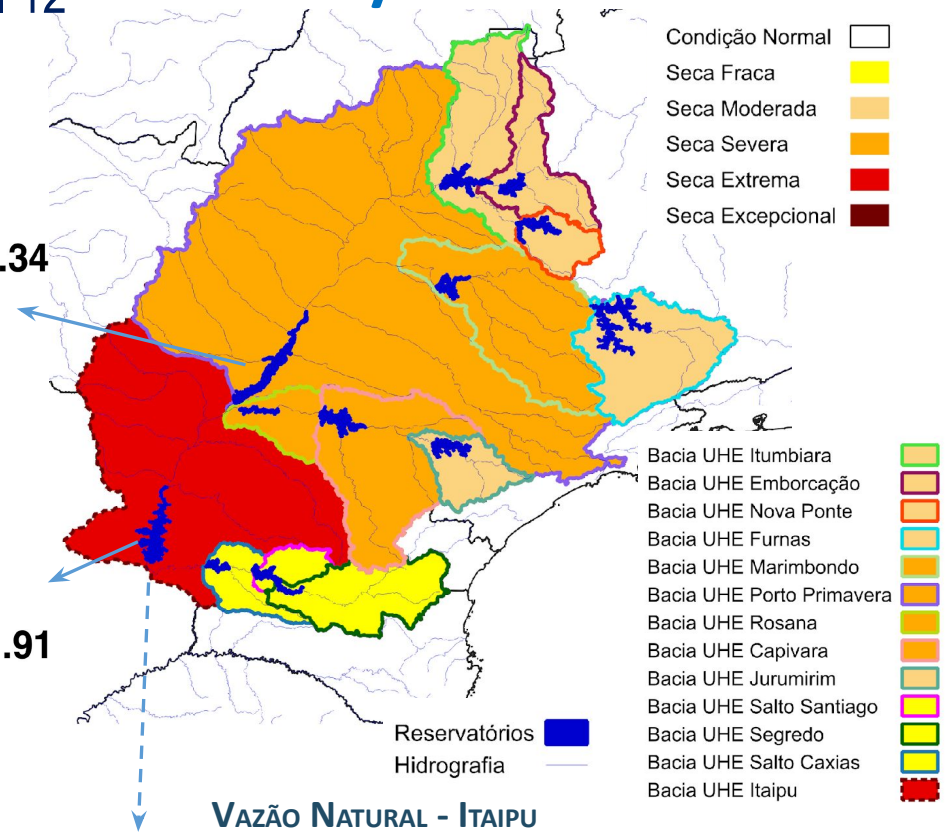 12
Condição Normal
Seca Fraca
Seca Moderada
Seca Severa
Seca Extrema
Seca Excepcional
.34
.91
Bacia UHE Itumbiara
Bacia UHE Emborcação
Bacia UHE Nova Ponte
Bacia UHE Furnas
Bacia UHE Marimbondo
Bacia UHE Porto Primavera
Bacia UHE Rosana
Bacia UHE Capivara
Bacia UHE Jurumirim
Bacia UHE Salto Santiago
Bacia UHE Segredo
Bacia UHE Salto Caxias
Bacia UHE Itaipu
Reservatórios
Hidrografia
VAZÃO NATURAL - ITAIPU